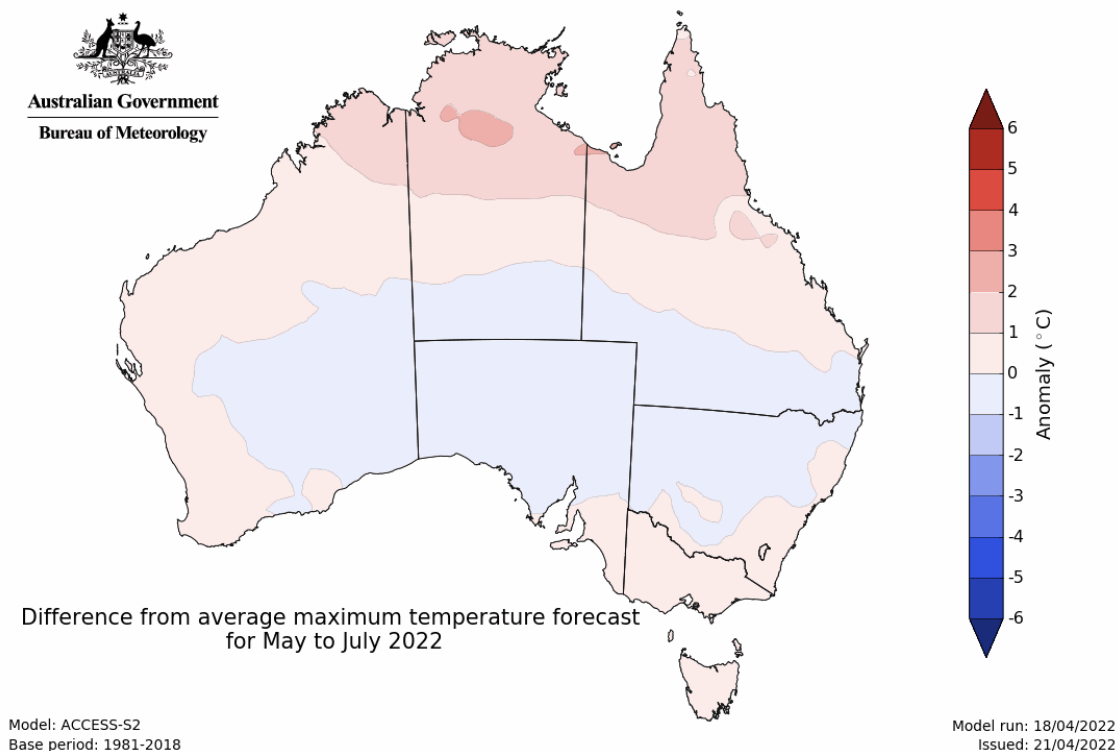 Australian Government
Bureau of Meteorology
6
5
4
3
2
1
0
-1
-2
-3
-4
-5
-6
Anomaly (°C)
Difference from average maximum temperature forecast
for May to July 2022
Model: ACCESS-S2
Base period: 1981-2018
Model run: 18/04/2022
Issued: 21/04/2022